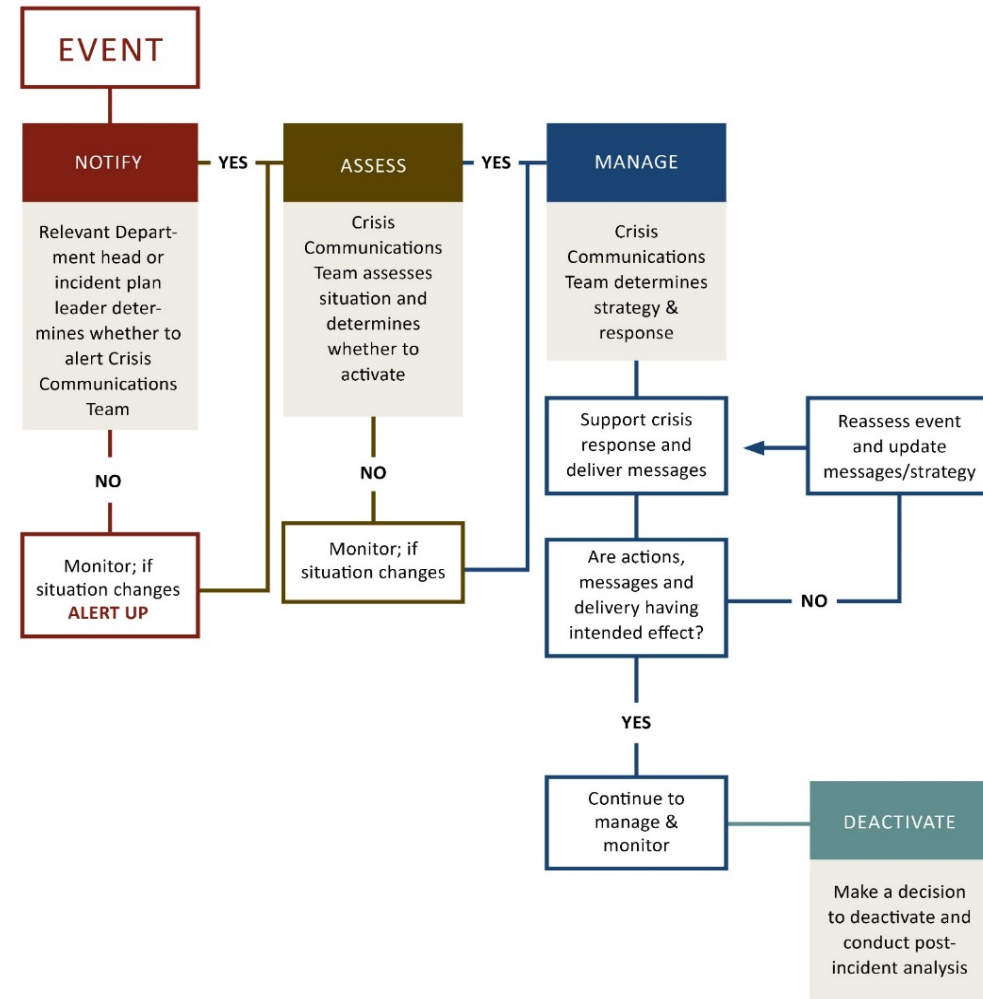 EVENT
NOTIFY
Relevant Depart-
ment head or
incident plan
leader deter-
mines whether to
alert Crisis
Communications
Team
NO
Monitor; if
situation changes
ALERT UP
YES
ASSESS
Crisis
Communications
Team assesses
situation and
determines
whether to
activate
NO
Monitor; if
situation changes
YES
MANAGE
Crisis
Communications
Team determines
strategy &
response
Support crisis
response and
deliver messages
Are actions,
messages and
delivery having
intended effect?
NO
Reassess event
and update
messages/strategy
YES
Continue to
manage &
monitor
DEACTIVATE
Make a decision
to deactivate and
conduct post-
incident analysis